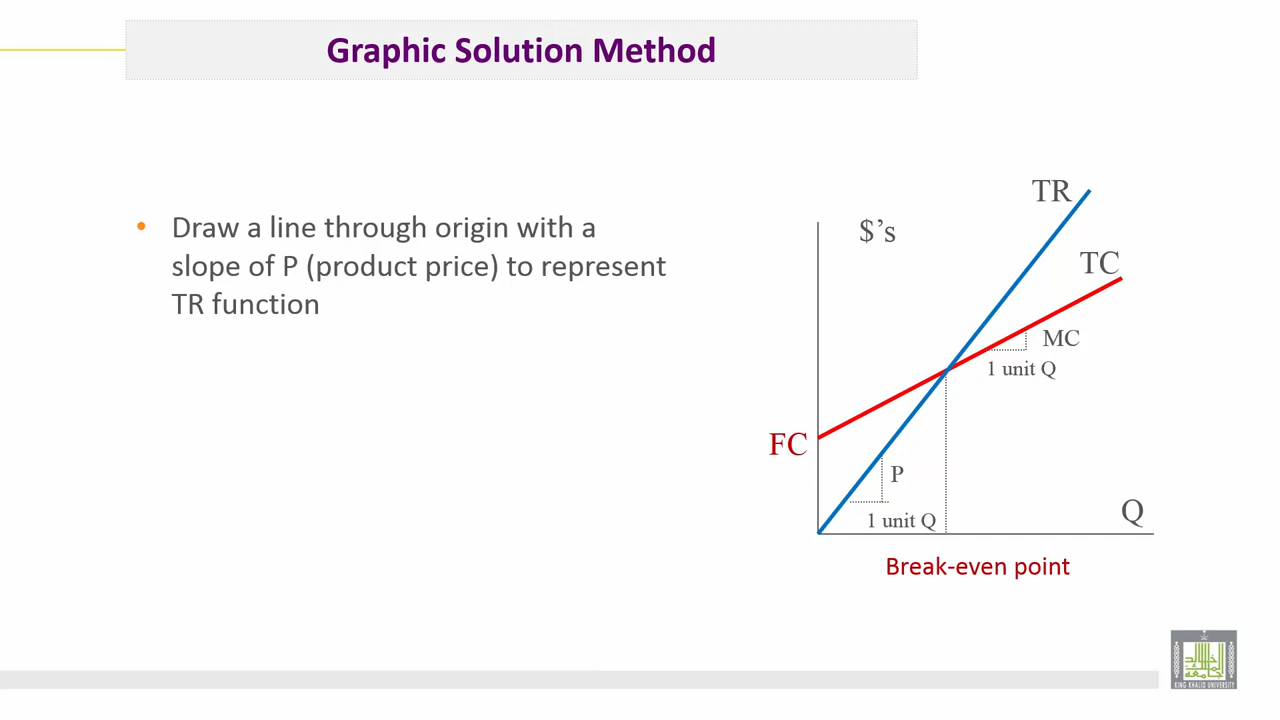 Graphic Solution Method
• Draw a line through origin with a
slope of P (product price) to represent
TR function
TR
$’s
TC
MC
1 unit Q
FC
P
1 unit Q
Q
Break-even point
KING KHALID UNIVERSITY